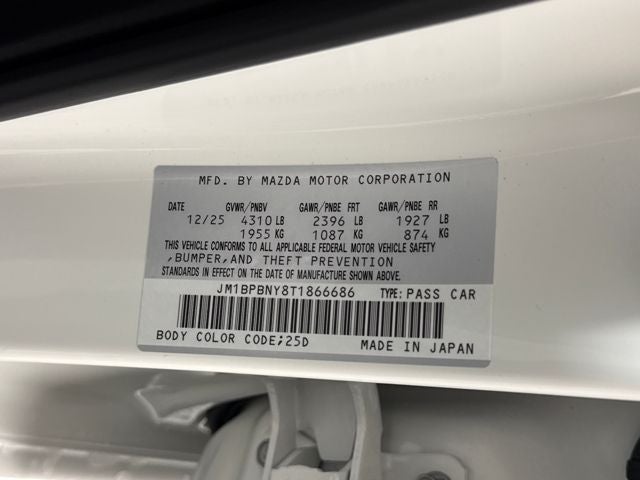 MFD. BY MAZDA MOTOR CORPORATION
DATE GVWR/PNBV GAWR/PNBE FRT GAWR/PNBE RR
12/25 4310 LB 2396 LB 1927 LB
1955 KG 1087 KG 874 KG
THIS VEHICLE CONFORMS TO ALL APPLICABLE FEDERAL MOTOR VEHICLE SAFETY
,BUMPER,AND THEFT PREVENTION
STANDARDS IN EFFECT ON THE DATE OF MANUFACTURE SHOWN ABOVE.
JM1BPBNY8T1866686 TYPE: PASS CAR
BODY COLOR CODE;25D MADE IN JAPAN